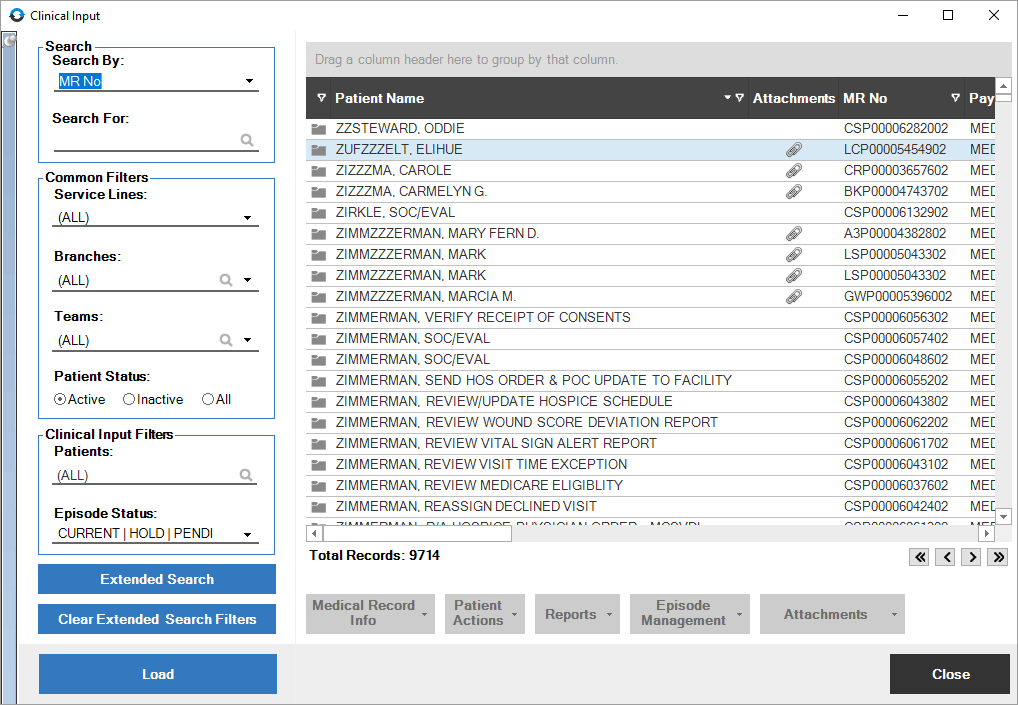 Clinical Input
Search
Search By:
MR No
Search For:
Common Filters
Service Lines:
(ALL)
Branches:
(ALL)
Teams:
(ALL)
Patient Status:
Active Inactive All
Clinical Input Filters
Patients:
(ALL)
Episode Status:
CURRENT | HOLD | PENDI
Extended Search
Clear Extended Search Filters
Load
Drag a column header here to group by that column.
Patient Name Attachments MR No Pay
ZZSTEWARD, ODDIE CSP00006282002 MED
ZUFZZZELT, ELIHUE LCP00005454902 MED
ZIZZZMA, CAROLE CRP00003657602 MED
ZIZZZMA, CARMELYN G. BKP00004743702 MED
ZIRKLE, SOC/EVAL CSP00006132902 MED
ZIMMZZZERMAN, MARY FERN D. A3P00004382802 MED
ZIMMZZZERMAN, MARK LSP00005043302 MED
ZIMMZZZERMAN, MARK LSP00005043302 MED
ZIMMZZZERMAN, MARCIA M. GWP00005396002 MED
ZIMMERMAN, VERIFY RECEIPT OF CONSENTS CSP00006056302 MED
ZIMMERMAN, SOC/EVAL CSP00006057402 MED
ZIMMERMAN, SOC/EVAL CSP00006048602 MED
ZIMMERMAN, SEND HOS ORDER & POC UPDATE TO FACILITY CSP00006055202 MED
ZIMMERMAN, REVIEW/UPDATE HOSPICE SCHEDULE CSP00006043802 MED
ZIMMERMAN, REVIEW WOUND SCORE DEVIATION REPORT CSP00006062202 MED
ZIMMERMAN, REVIEW VITAL SIGN ALERT REPORT CSP00006061702 MED
ZIMMERMAN, REVIEW VISIT TIME EXCEPTION CSP00006043102 MED
ZIMMERMAN, REVIEW MEDICARE ELIGIBLITY CSP00006037602 MED
ZIMMERMAN, REASSIGN DECLINED VISIT CSP00006042402 MED
Total Records: 9714
Medical Record Info
Patient Actions
Reports
Episode Management
Attachments
Close